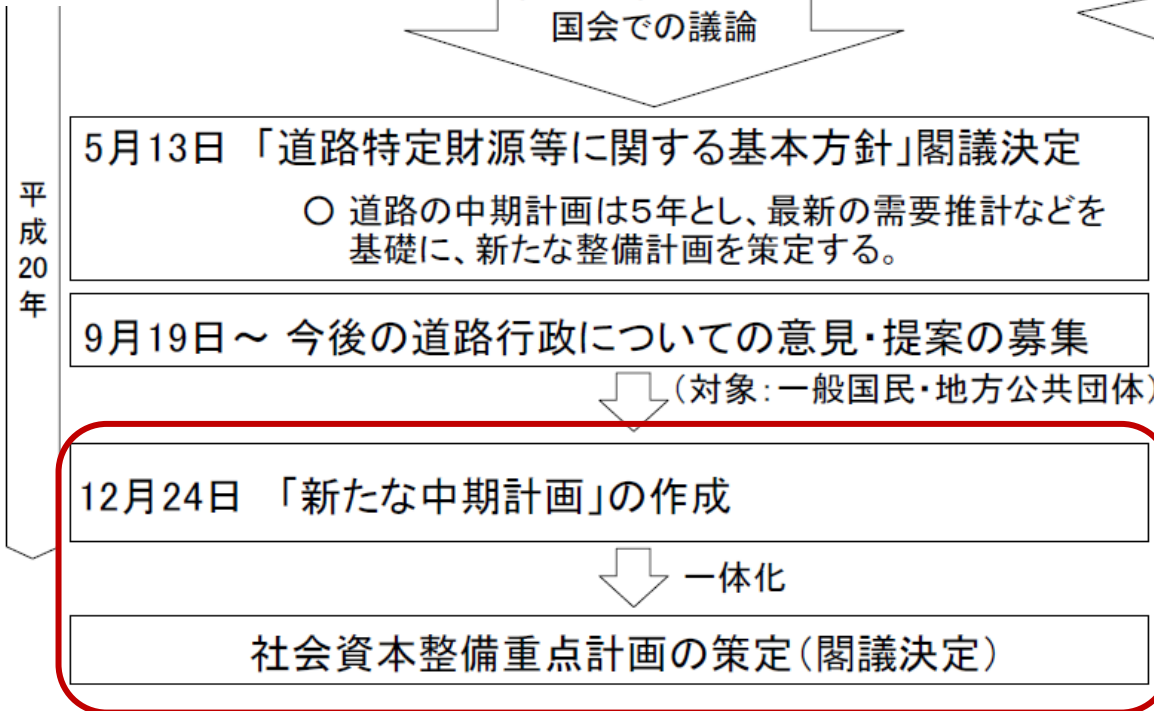 国会での議論
5月13日 「道路特定財源等に関する基本方針」閣議決定
○ 道路の中期計画は5年とし、最新の需要推計などを
基礎に、新たな整備計画を策定する。
平成20年
9月19日～ 今後の道路行政についての意見・提案の募集
(対象:一般国民・地方公共団体)
12月24日 「新たな中期計画」の作成
一体化
社会資本整備重点計画の策定(閣議決定)